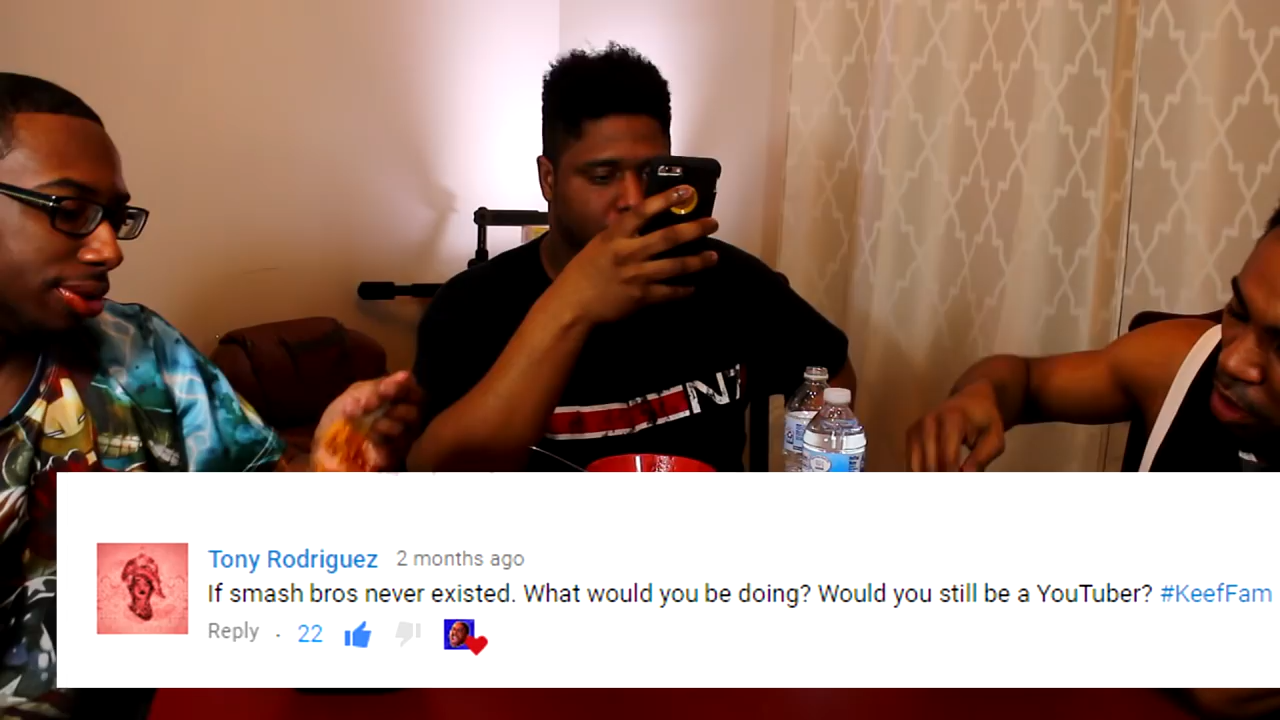 Tony Rodriguez 2 months ago
If smash bros never existed. What would you be doing? Would you still be a YouTuber? #KeefFam
Reply · 22